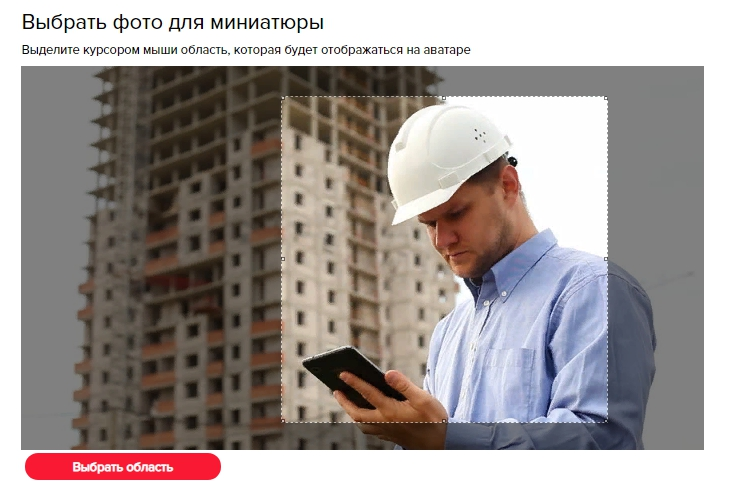 Выбрать фото для миниатюры
Выделите курсором мыши область, которая будет отображаться на аватаре
Выбрать область